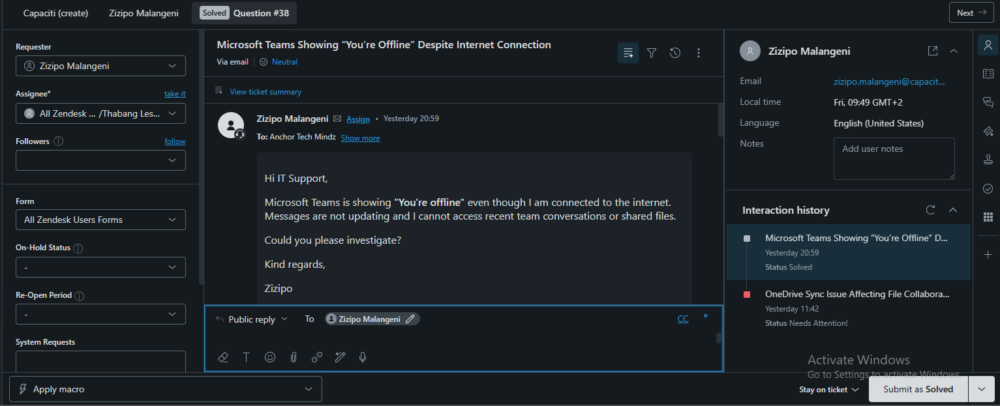 Capaciti (create)
Zizipo Malangeni
Solved Question #38
Next
Requester
Zizipo Malangeni
Assignee*
take it
All Zendesk ... /Thabang Les...
Followers
follow
Form
All Zendesk Users Forms
On-Hold Status
-
Re-Open Period
-
System Requests
Microsoft Teams Showing “You’re Offline” Despite Internet Connection
Via email
Neutral
View ticket summary
Zizipo Malangeni Assign • Yesterday 20:59
To: Anchor Tech Mindz Show more
Hi IT Support,
Microsoft Teams is showing "You're offline" even though I am connected to the internet.
Messages are not updating and I cannot access recent team conversations or shared files.
Could you please investigate?
Kind regards,
Zizipo
Public reply
To
Zizipo Malangeni
CC
Zizipo Malangeni
Email
zizipo.malangeni@capacit...
Local time
Fri, 09:49 GMT+2
Language
English (United States)
Notes
Add user notes
Interaction history
Microsoft Teams Showing “You’re Offline” D...
Yesterday 20:59
Status Solved
OneDrive Sync Issue Affecting File Collabora...
Yesterday 11:42
Status Needs Attention!
Activate Windows
Go to Settings to activate Windows.
Apply macro
Stay on ticket
Submit as Solved